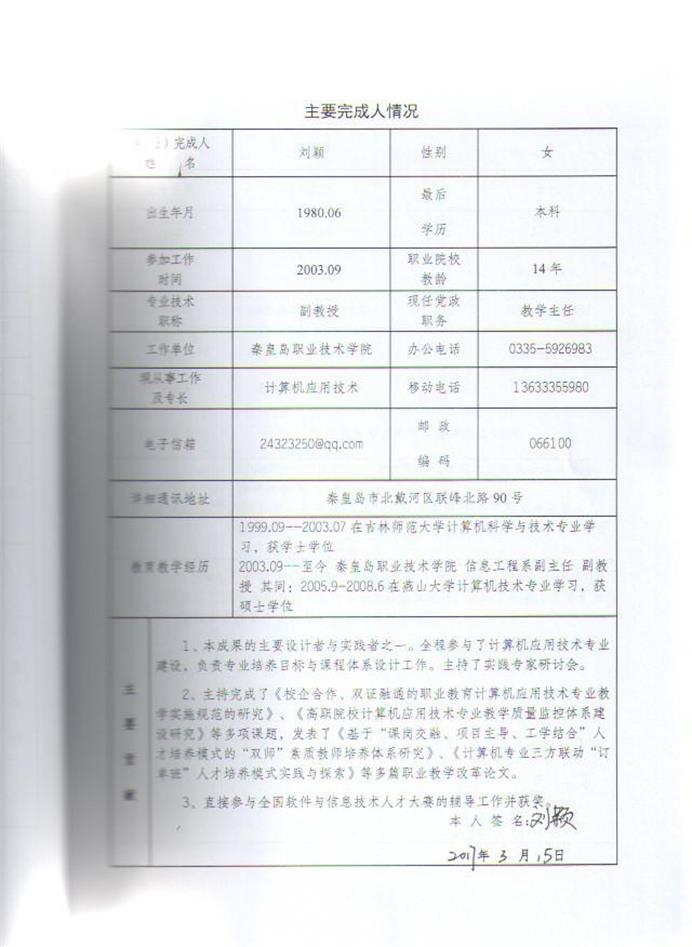 主要完成人情况
3）完成人
姓 名
刘颖
性别
女
出生年月
1980.06
最后
学历
本科
参加工作
时间
2003.09
职业院校
教龄
14 年
专业技术
职称
副教授
现任党政
职务
教学主任
工作单位
秦皇岛职业技术学院
办公电话
0335-5926983
现从事工作
及专长
计算机应用技术
移动电话
13633355980
电子信箱
24323250@qq.com
邮 政
编 码
066100
详细通讯地址
秦皇岛市北戴河区联峰北路 90 号
教育教学经历
1999.09--2003.07 在吉林师范大学计算机科学与技术专业学
习，获学士学位
2003.09--至今 秦皇岛职业技术学院 信息工程系副主任 副教
授 其间：2005.9-2008.6 在燕山大学计算机技术专业学习，获
硕士学位
主
要
贡
献
1、本成果的主要设计者与实践者之一。全程参与了计算机应用技术专业
建设，负责专业培养目标与课程体系设计工作。主持了实践专家研讨会。
2、主持完成了《校企合作、双证融通的职业教育计算机应用技术专业教
学实施规范的研究》、《高职院校计算机应用技术专业教学质量监控体系建
设研究》等多项课题，发表了《基于“课岗交融、项目主导、工学结合”人
才培养模式的“双师”素质教师培养体系研究》、《计算机专业三方联动“订
单班”人才培养模式实践与探索》等多篇职业教学改革论文。
3、直接参与全国软件与信息技术人才大赛的辅导工作并获奖。
本 人 签 名：刘颖
2017年 3 月 15日